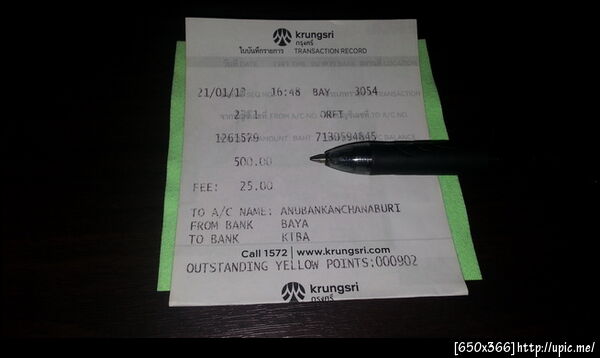 krungsri
กรุงศรี
ใบบันทึกรายการ TRANSACTION RECORD
21/01/13 16:48 BAY 3054
ORFT
1261529 7130594845
500.00
FEE: 25.00
TO A/C NAME: ANUBANKANCHANABURI
FROM BANK BAYA
TO BANK KTBA
Call 1572 | www.krungsri.com
OUTSTANDING YELLOW POINTS:000902
krungsri
กรุงศรี
[650x366]http://upic.me/